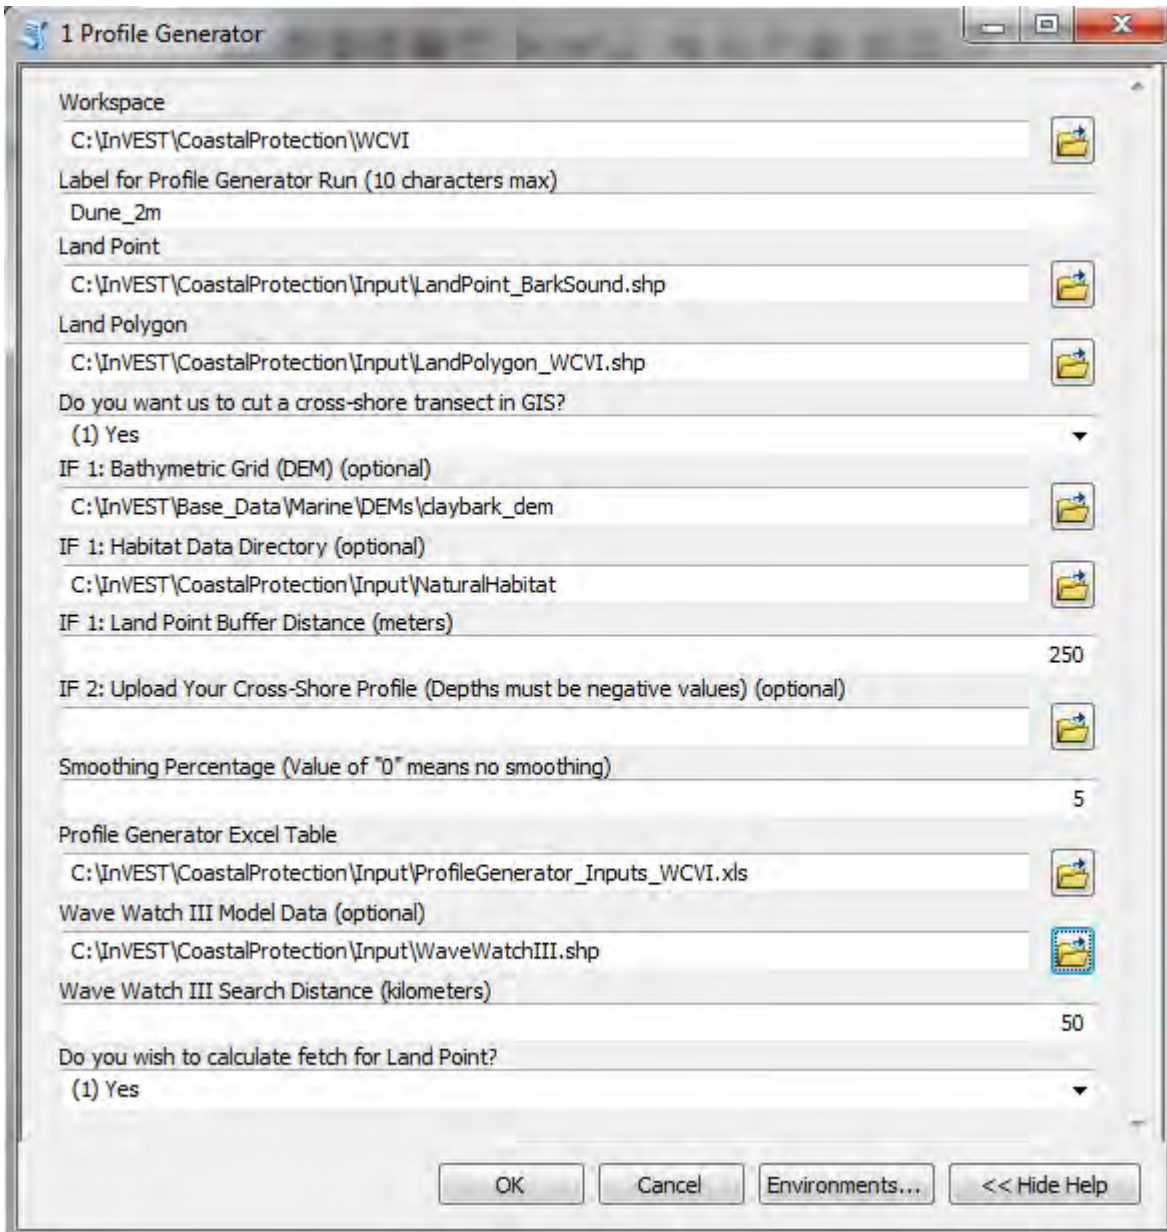 1 Profile Generator
Workspace
C:\InVEST\CoastalProtection\WCVI
Label for Profile Generator Run (10 characters max)
Dune_2m
Land Point
C:\InVEST\CoastalProtection\Input\LandPoint_BarkSound.shp
Land Polygon
C:\InVEST\CoastalProtection\Input\LandPolygon_WCVI.shp
Do you want us to cut a cross-shore transect in GIS?
(1) Yes
IF 1: Bathymetric Grid (DEM) (optional)
C:\InVEST\Base_Data\Marine\DEMs\claybark_dem
IF 1: Habitat Data Directory (optional)
C:\InVEST\CoastalProtection\Input\NaturalHabitat
IF 1: Land Point Buffer Distance (meters)
250
IF 2: Upload Your Cross-Shore Profile (Depths must be negative values) (optional)
Smoothing Percentage (Value of "0" means no smoothing)
5
Profile Generator Excel Table
C:\InVEST\CoastalProtection\Input\ProfileGenerator_Inputs_WCVI.xls
Wave Watch III Model Data (optional)
C:\InVEST\CoastalProtection\Input\WaveWatchIII.shp
Wave Watch III Search Distance (kilometers)
50
Do you wish to calculate fetch for Land Point?
(1) Yes
OK Cancel Environments... << Hide Help